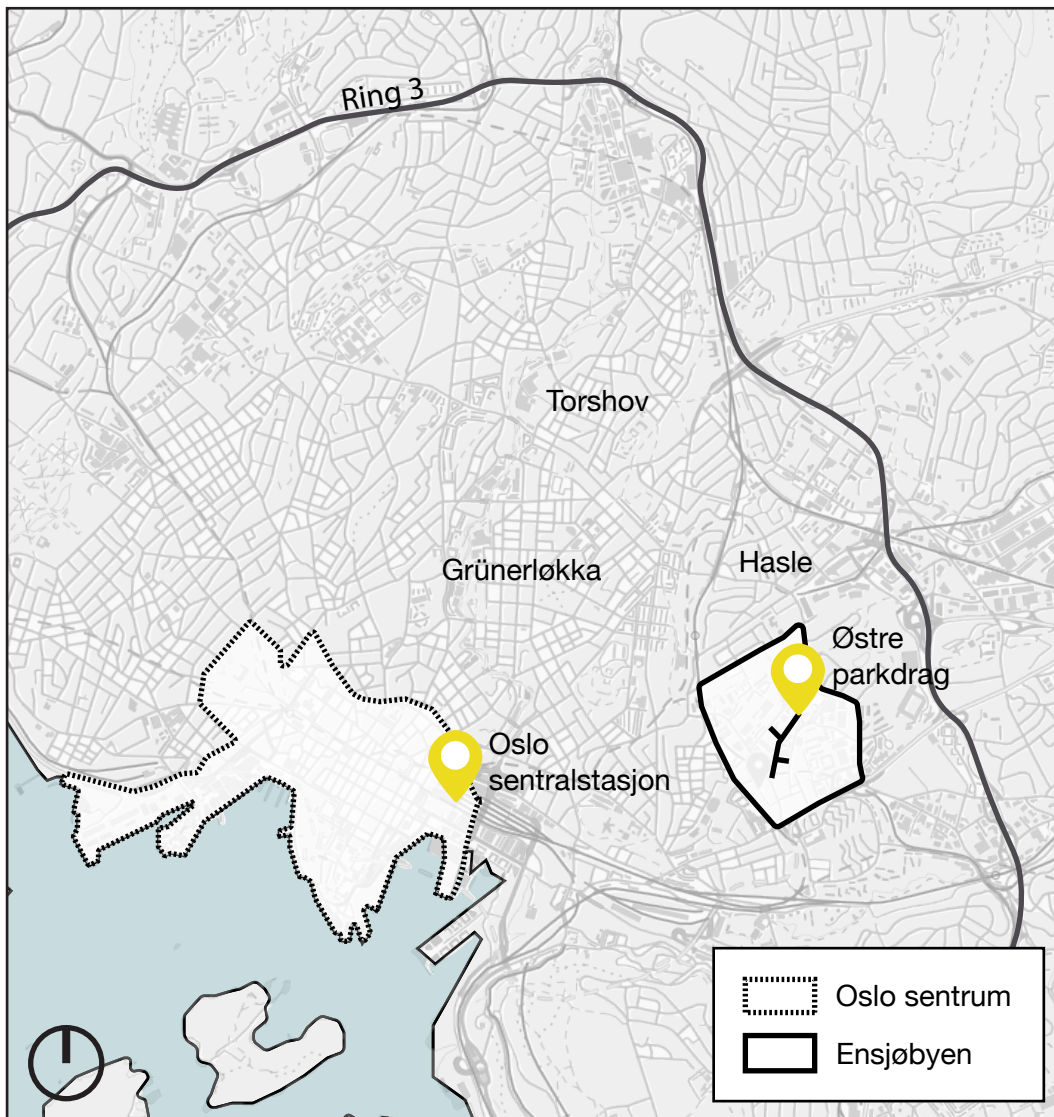 Ring 3
Torshov
Grünerløkka
Hasle
Østre
parkdrag
Oslo
sentralstasjon
Oslo sentrum
Ensjøbyen